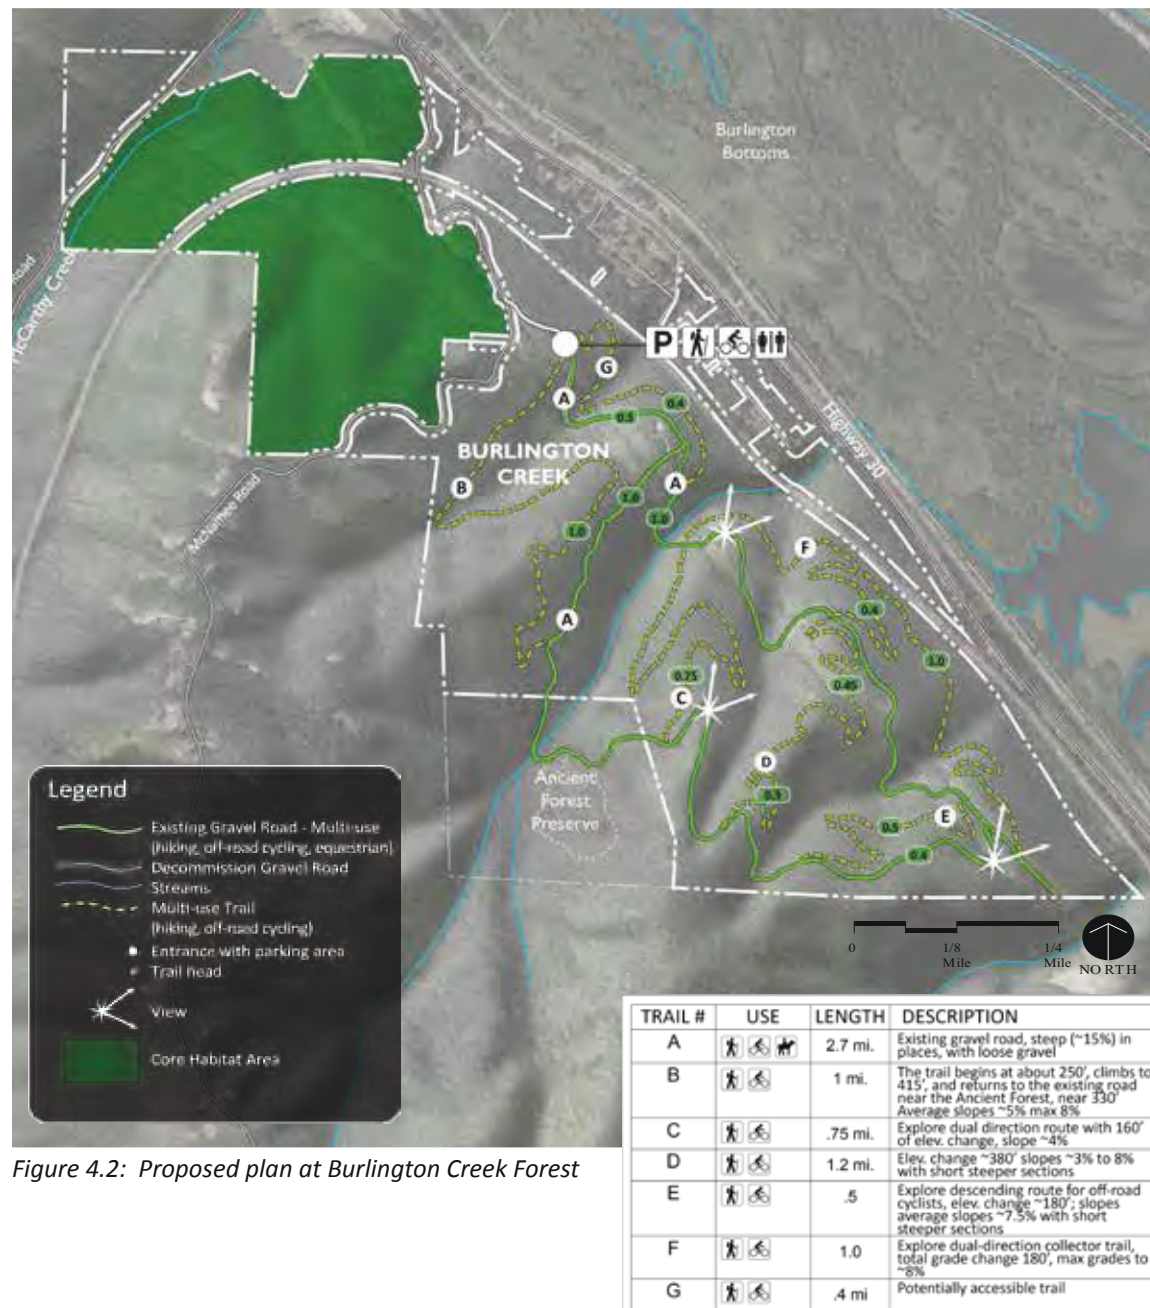 Burlington
Bottoms
Road
McCarthy Creek
P
G
A
0.5
0.4
Highway 30
BURLINGTON
CREEK
B
A
1.0
1.0
1.0
F
A
0.4
1.0
0.75
0.45
C
D
Ancient
Forest
Preserve
0.3
E
0.5
0.4
McNamee Road
Legend
Existing Gravel Road - Multi-use
(hiking, off-road cycling, equestrian)
Decommission Gravel Road
Streams
Multi-use Trail
(hiking, off-road cycling)
Entrance with parking area
Trail head
View
Core Habitat Area
0 1/8 1/4
Mile Mile
NORTH
TRAIL # USE LENGTH DESCRIPTION
A 2.7 mi. Existing gravel road, steep (~15%) in
places, with loose gravel
B 1 mi. The trail begins at about 250', climbs to
415', and returns to the existing road
near the Ancient Forest, near 330'
Average slopes ~5% max 8%
C .75 mi. Explore dual direction route with 160'
of elev. change, slope ~4%
D 1.2 mi. Elev. change ~380' slopes ~3% to 8%
with short steeper sections
E .5 Explore descending route for off-road
cyclists, elev. change ~180'; slopes
average slopes ~7.5% with short
steeper sections
F 1.0 Explore dual-direction collector trail,
total grade change 180', max grades to
~8%
G .4 mi Potentially accessible trail
Figure 4.2: Proposed plan at Burlington Creek Forest